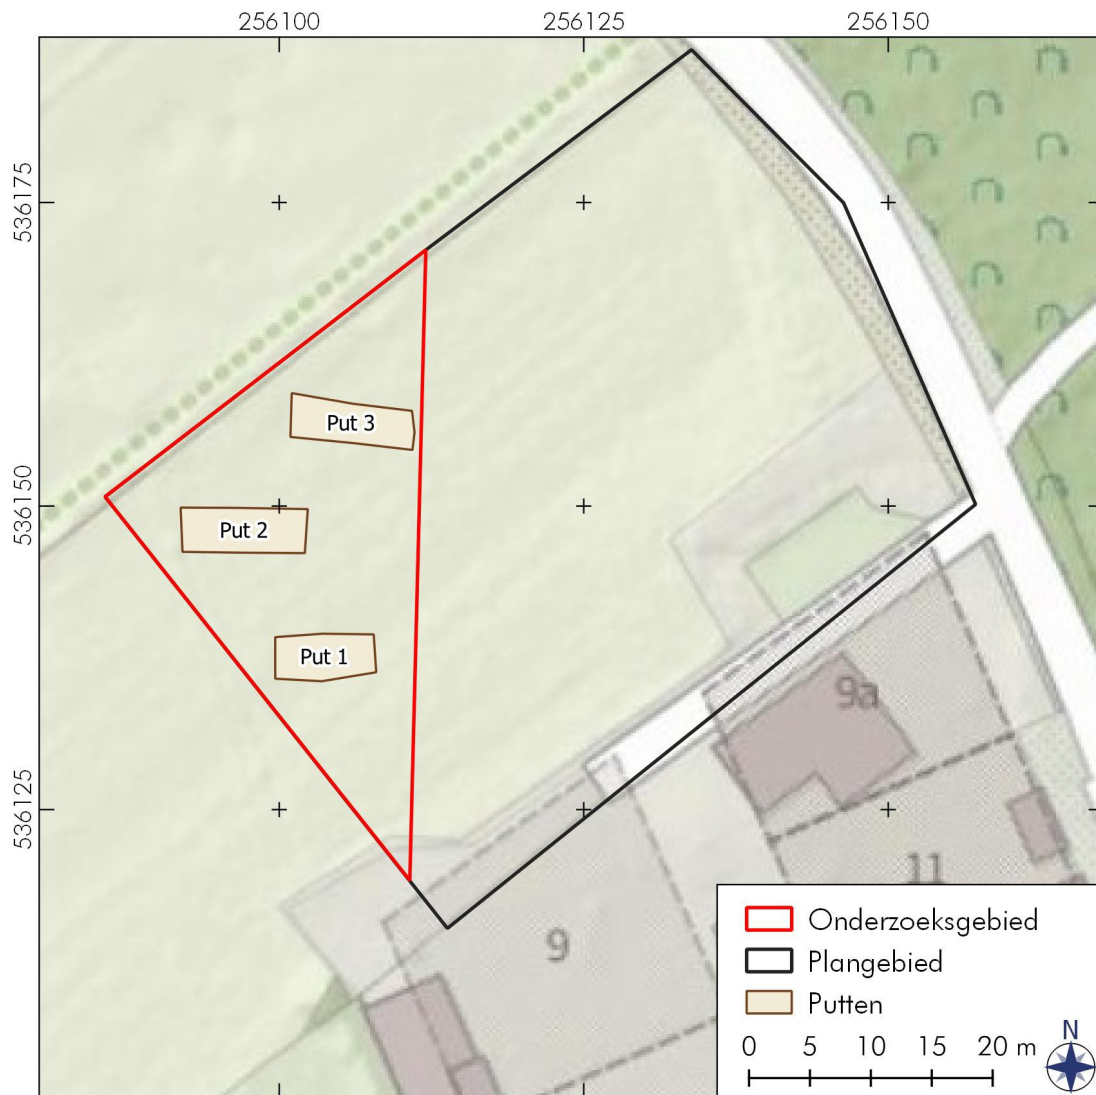 256100 256125 256150
536175
536150
536125
Put 3
Put 2
Put 1
9a
11
9
Onderzoeksgebied
Plangebied
Putten
0 5 10 15 20 m
N